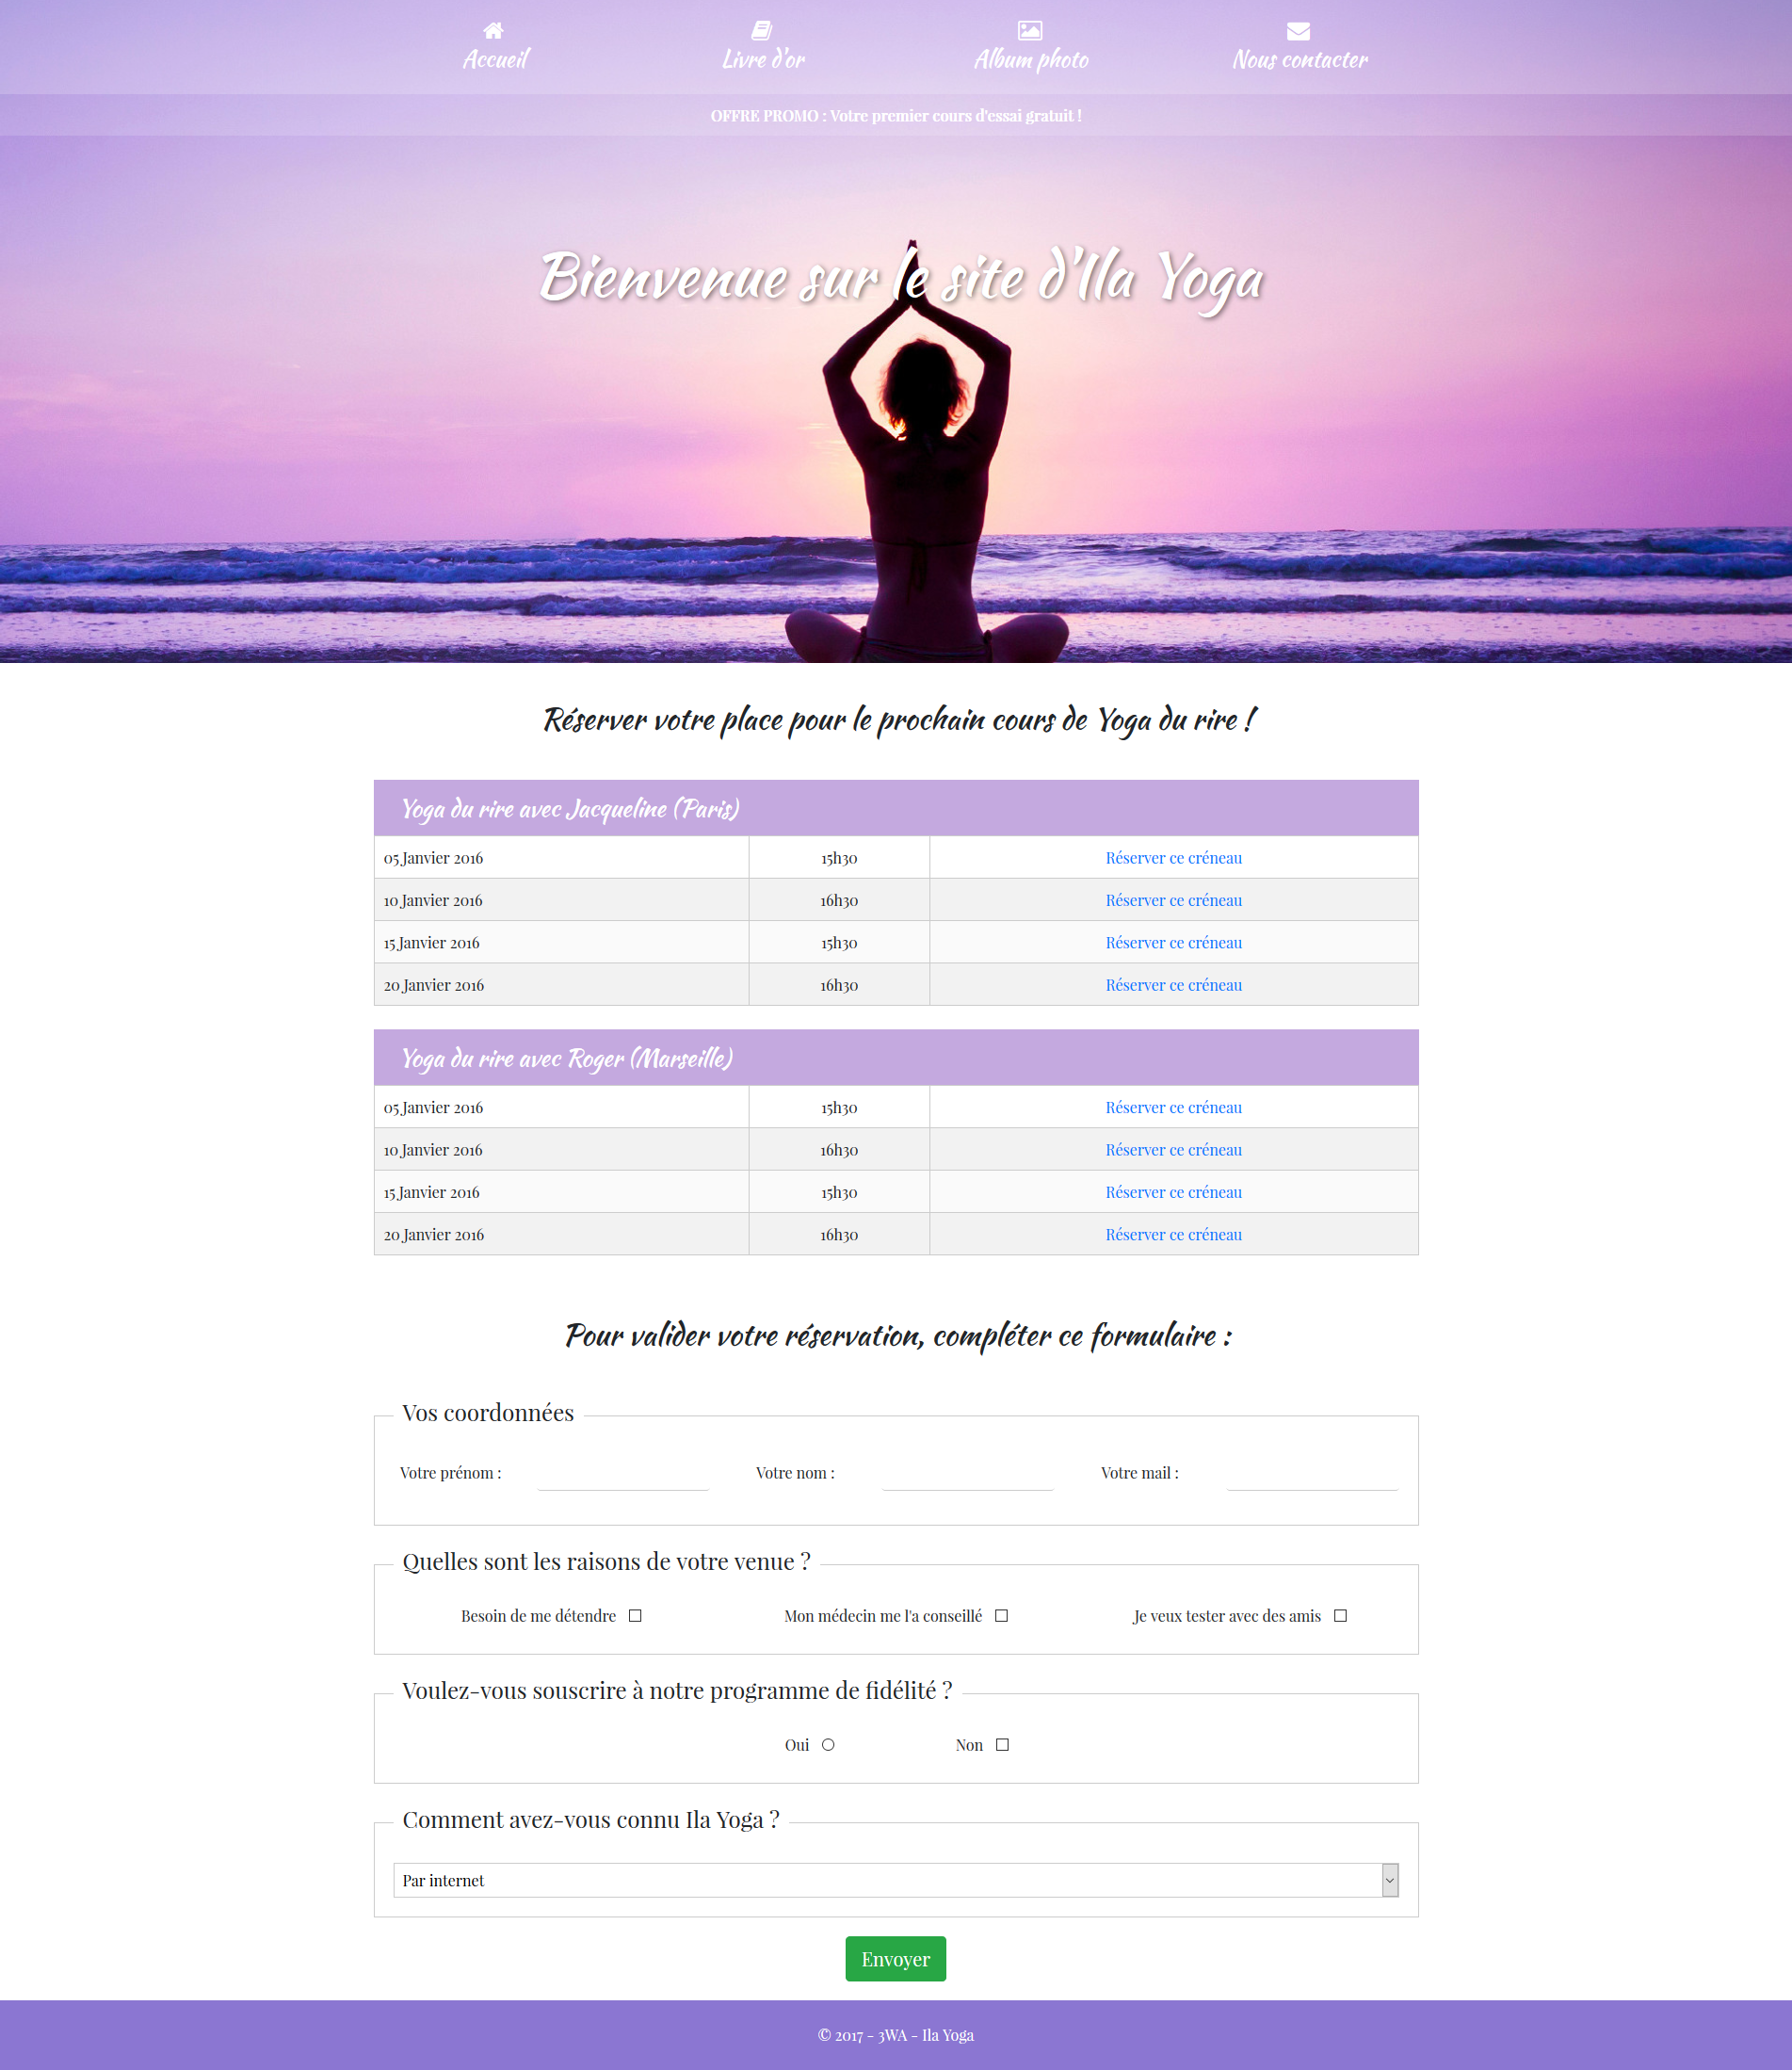 Accueil Livre d'or Album photo Nous contacter
OFFRE PROMO : Votre premier cours d'essai gratuit !
Bienvenue sur le site d'Ila Yoga
Réserver votre place pour le prochain cours de Yoga du rire !
Yoga du rire avec Jacqueline (Paris)
05 Janvier 2016 15h30 Réserver ce créneau
10 Janvier 2016 16h30 Réserver ce créneau
15 Janvier 2016 15h30 Réserver ce créneau
20 Janvier 2016 16h30 Réserver ce créneau
Yoga du rire avec Roger (Marseille)
05 Janvier 2016 15h30 Réserver ce créneau
10 Janvier 2016 16h30 Réserver ce créneau
15 Janvier 2016 15h30 Réserver ce créneau
20 Janvier 2016 16h30 Réserver ce créneau
Pour valider votre réservation, compléter ce formulaire :
Vos coordonnées
Votre prénom : Votre nom : Votre mail :
Quelles sont les raisons de votre venue ?
Besoin de me détendre Mon médecin me l'a conseillé Je veux tester avec des amis
Voulez-vous souscrire à notre programme de fidélité ?
Oui Non
Comment avez-vous connu Ila Yoga ?
Par internet
Envoyer
© 2017 - 3WA - Ila Yoga